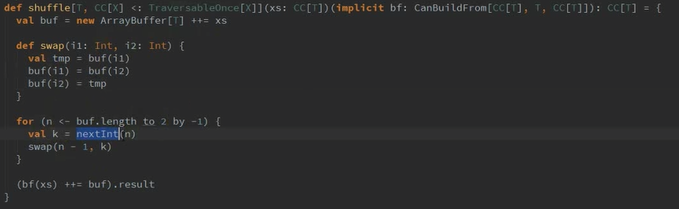 def shuffle[T, CC[X] <: TraversableOnce[X]](xs: CC[T])(implicit bf: CanBuildFrom[CC[T], T, CC[T]]): CC[T] = {
  val buf = new ArrayBuffer[T] ++= xs

  def swap(i1: Int, i2: Int) {
    val tmp = buf(i1)
    buf(i1) = buf(i2)
    buf(i2) = tmp
  }

  for (n <- buf.length to 2 by -1) {
    val k = nextInt(n)
    swap(n - 1, k)
  }

  (bf(xs) ++= buf).result
}